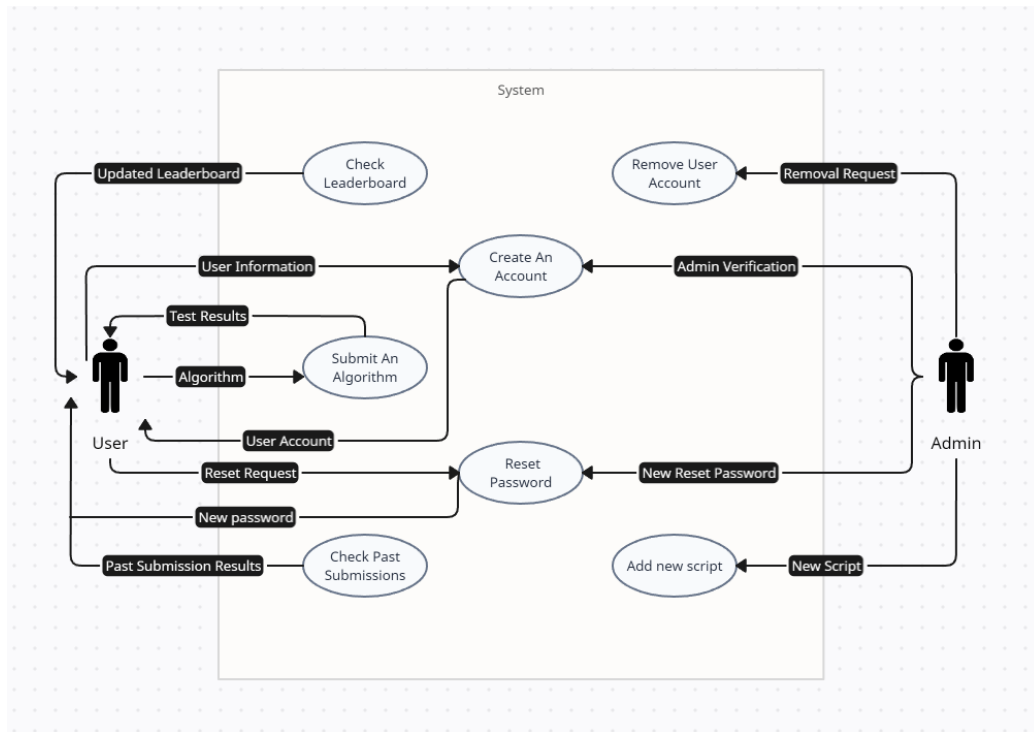 System
Check
Leaderboard
Remove User
Account
Updated Leaderboard
Removal Request
Create An
Account
User Information
Admin Verification
Test Results
Submit An
Algorithm
Algorithm
User
Admin
User Account
Reset
Password
Reset Request
New Reset Password
New password
Check Past
Submissions
Past Submission Results
Add new script
New Script